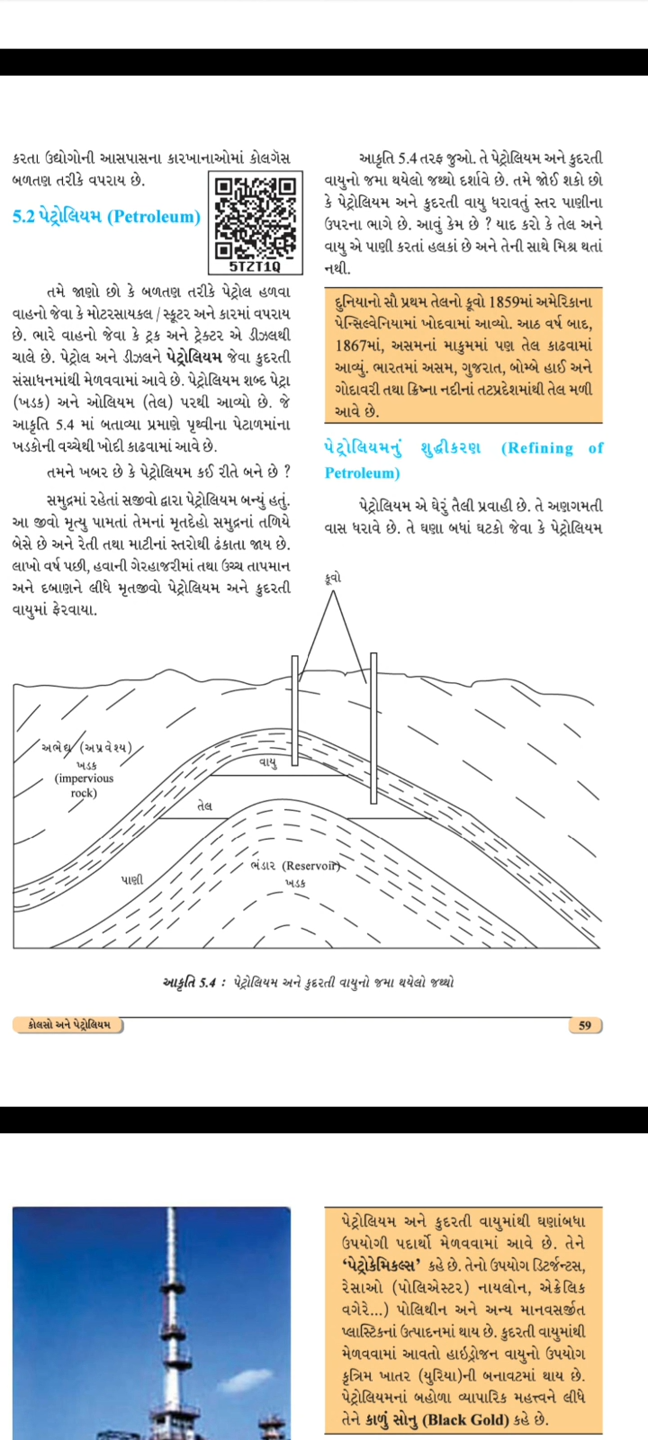 કરતા ઉદ્યોગોની આસપાસના કારખાનાઓમાં કોલગૅસ
બળતણ તરીકે વપરાય છે.
5.2 પેટ્રોલિયમ (Petroleum)
5TZT1Q
તમે જાણો છો કે બળતણ તરીકે પેટ્રોલ હળવા
વાહનો જેવા કે મોટરસાયકલ / સ્કૂટર અને કારમાં વપરાય
છે. ભારે વાહનો જેવા કે ટ્રક અને ટ્રેક્ટર એ ડીઝલથી
ચાલે છે. પેટ્રોલ અને ડીઝલને પેટ્રોલિયમ જેવા કુદરતી
સંસાધનમાંથી મેળવવામાં આવે છે. પેટ્રોલિયમ શબ્દ પેટ્રા
(ખડક) અને ઓલિયમ (તેલ) પરથી આવ્યો છે. જે
આકૃતિ 5.4 માં બતાવ્યા પ્રમાણે પૃથ્વીના પેટાળમાંના
ખડકોની વચ્ચેથી ખોદી કાઢવામાં આવે છે.
તમને ખબર છે કે પેટ્રોલિયમ કઈ રીતે બને છે ?
સમુદ્રમાં રહેતાં સજીવો દ્વારા પેટ્રોલિયમ બન્યું હતું.
આ જીવો મૃત્યુ પામતાં તેમનાં મૃતદેહો સમુદ્રનાં તળિયે
બેસે છે અને રેતી તથા માટીનાં સ્તરોથી ઢંકાતા જાય છે.
લાખો વર્ષ પછી, હવાની ગેરહાજરીમાં તથા ઉચ્ચ તાપમાન
અને દબાણને લીધે મૃતજીવો પેટ્રોલિયમ અને કુદરતી
વાયુમાં ફેરવાયા.
આકૃતિ 5.4 તરફ જુઓ. તે પેટ્રોલિયમ અને કુદરતી
વાયુનો જમા થયેલો જથ્થો દર્શાવે છે. તમે જોઈ શકો છો
કે પેટ્રોલિયમ અને કુદરતી વાયુ ધરાવતું સ્તર પાણીના
ઉપરના ભાગે છે. આવું કેમ છે ? યાદ કરો કે તેલ અને
વાયુ એ પાણી કરતાં હલકાં છે અને તેની સાથે મિશ્ર થતાં
નથી.
દુનિયાનો સૌ પ્રથમ તેલનો કૂવો 1859માં અમેરિકાના
પેન્સિલ્વેનિયામાં ખોદવામાં આવ્યો. આઠ વર્ષ બાદ,
1867માં, અસમનાં માકુમમાં પણ તેલ કાઢવામાં
આવ્યું. ભારતમાં અસમ, ગુજરાત, બોમ્બે હાઈ અને
ગોદાવરી તથા ક્રિષ્ના નદીનાં તટપ્રદેશમાંથી તેલ મળી
આવે છે.
પેટ્રોલિયમનું શુદ્ધીકરણ (Refining of
Petroleum)
પેટ્રોલિયમ એ ઘેરું તૈલી પ્રવાહી છે. તે અણગમતી
વાસ ધરાવે છે. તે ઘણા બધાં ઘટકો જેવા કે પેટ્રોલિયમ
કૂવો
અભેદ્ય (અપ્રવેશ્ય)
ખડક
(impervious
rock)
વાયુ
તેલ
પાણી
ભંડાર (Reservoir)
ખડક
આકૃતિ 5.4 : પેટ્રોલિયમ અને કુદરતી વાયુનો જમા થયેલો જથ્થો
કોલસો અને પેટ્રોલિયમ
59
પેટ્રોલિયમ અને કુદરતી વાયુમાંથી ઘણાંબધા
ઉપયોગી પદાર્થો મેળવવામાં આવે છે. તેને
‘પેટ્રોકેમિકલ્સ’ કહે છે. તેનો ઉપયોગ ડિટર્જન્ટસ,
રેસાઓ (પોલિએસ્ટર) નાયલોન, એક્રેલિક
વગેરે...) પોલિથીન અને અન્ય માનવસર્જીત
પ્લાસ્ટિકનાં ઉત્પાદનમાં થાય છે. કુદરતી વાયુમાંથી
મેળવવામાં આવતો હાઇડ્રોજન વાયુનો ઉપયોગ
કૃત્રિમ ખાતર (યુરિયા)ની બનાવટમાં થાય છે.
પેટ્રોલિયમનાં બહોળા વ્યાપારિક મહત્ત્વને લીધે
તેને કાળું સોનુ (Black Gold) કહે છે.